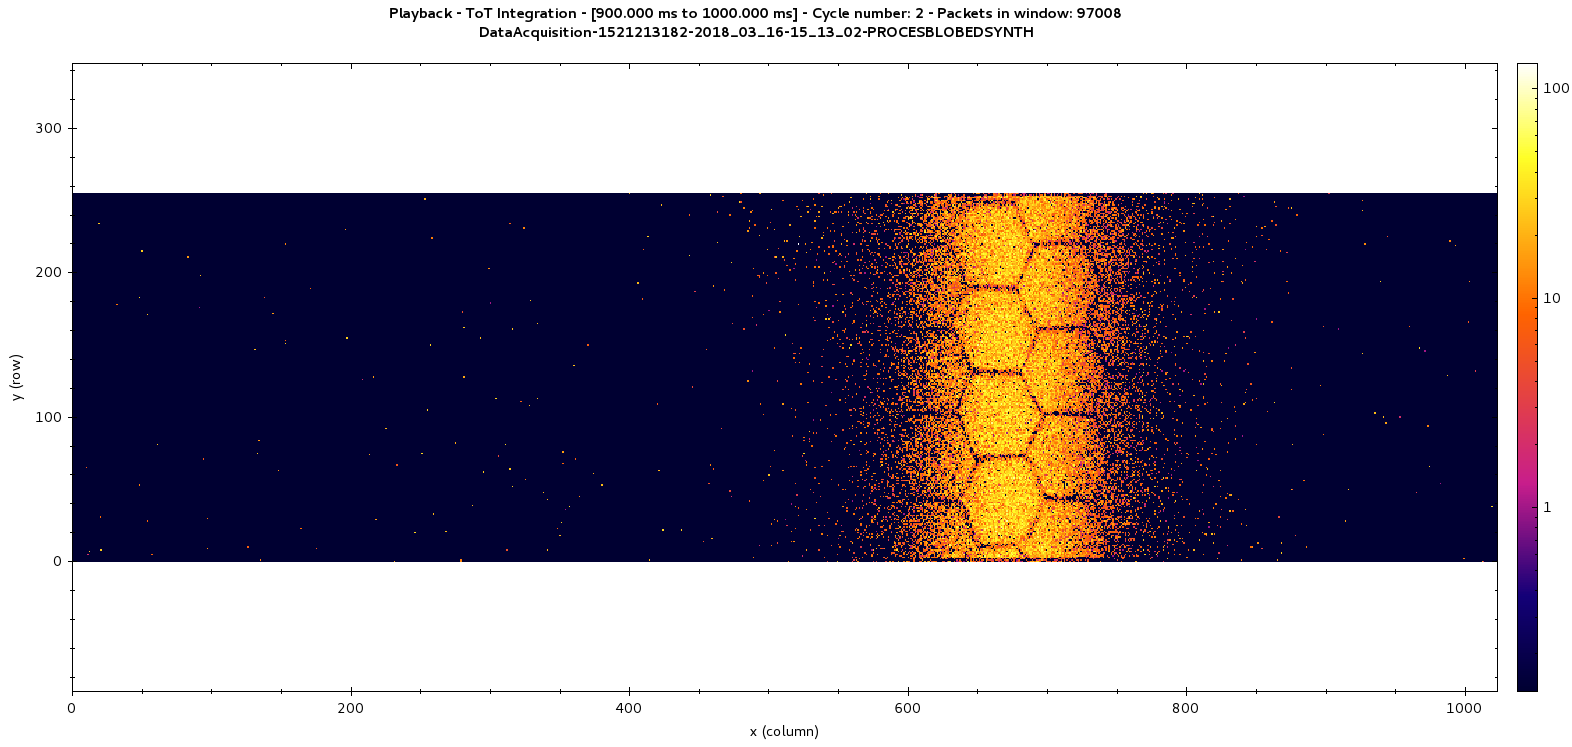 Playback - ToT Integration - [900.000 ms to 1000.000 ms] - Cycle number: 2 - Packets in window: 97008
DataAcquisition-1521213182-2018_03_16-15_13_02-PROCESBLOBEDSYNTH
100
300
10
200
y (row)
100
1
0
0 200 400 600 800 1000
x (column)